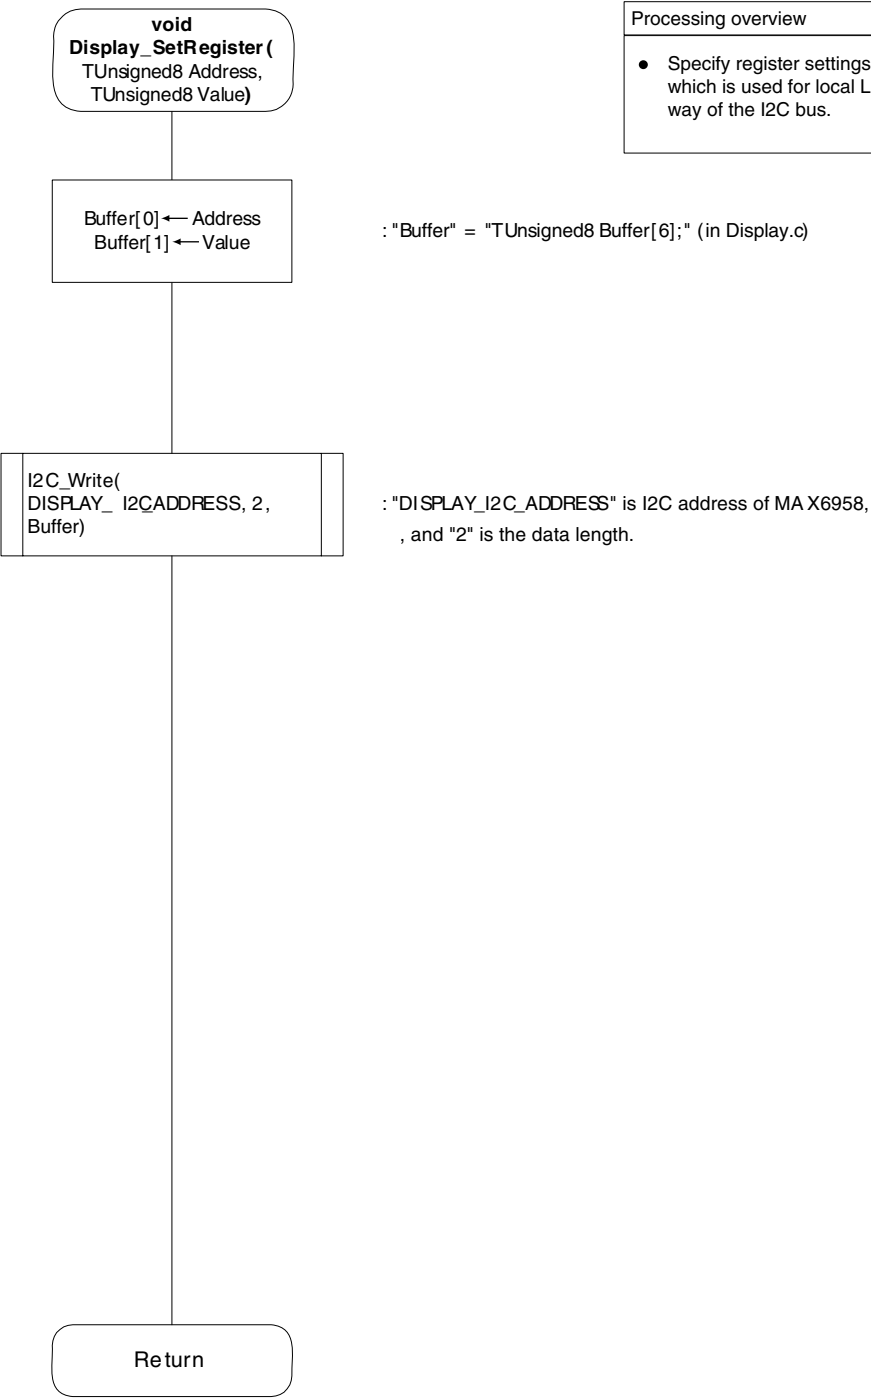 void
Display_SetRegister(
TUnsigned8 Address,
TUnsigned8 Value)
Processing overview
● Specify register settings
which is used for local L
way of the I2C bus.
Buffer[0]← Address
Buffer[1]← Value
: "Buffer" = "TUnsigned8 Buffer[6];" (in Display.c)
I2C_Write(
DISPLAY_I2C_ADDRESS, 2,
Buffer)
: "DISPLAY_I2C_ADDRESS" is I2C address of MAX6958,
, and "2" is the data length.
Return